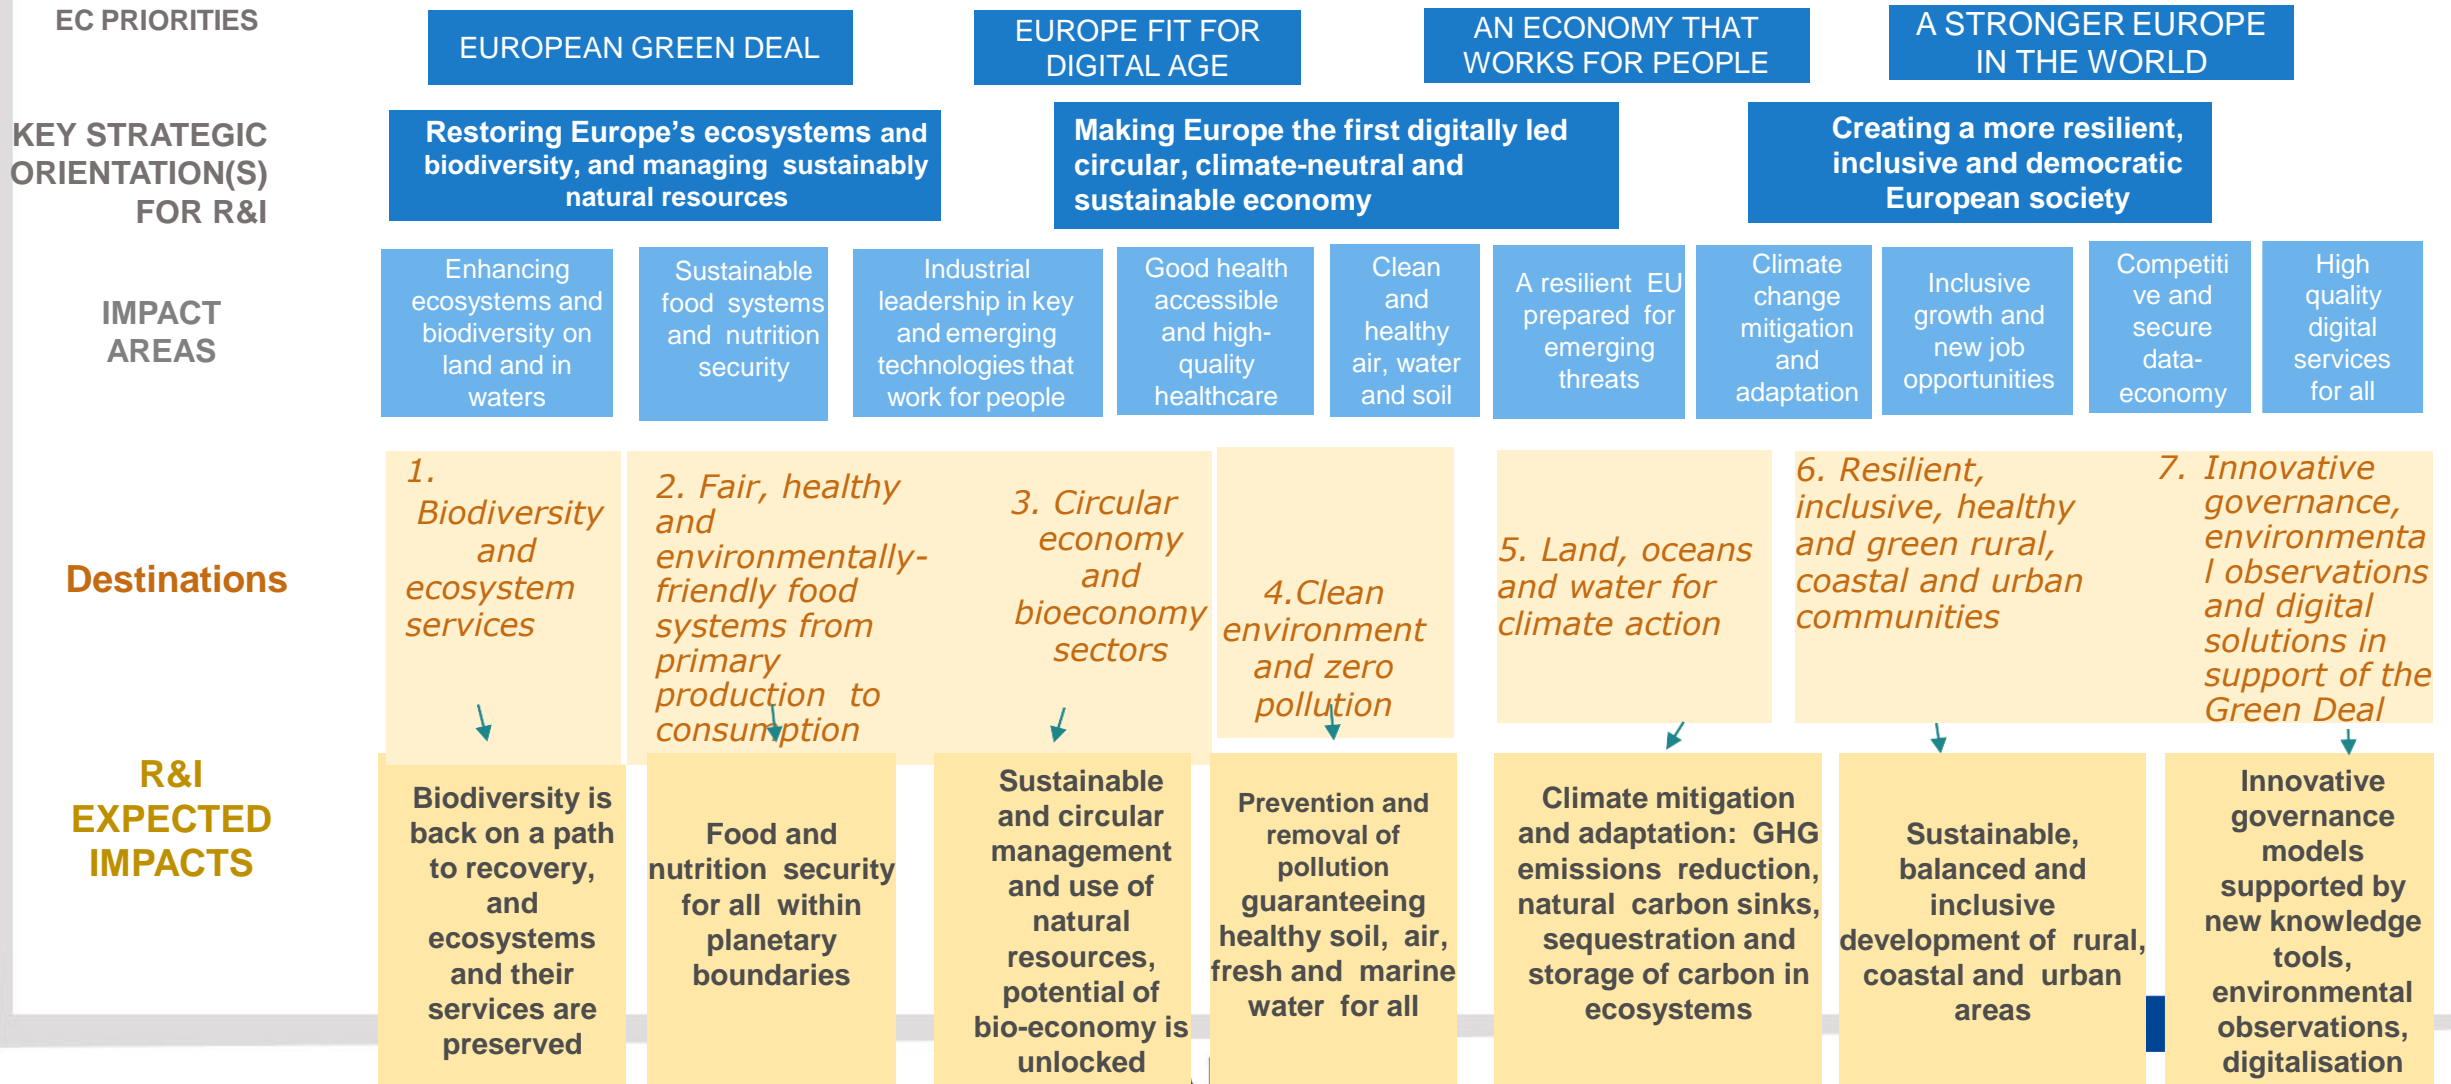 EC PRIORITIES
EUROPEAN GREEN DEAL
EUROPE FIT FOR
DIGITAL AGE
AN ECONOMY THAT
WORKS FOR PEOPLE
A STRONGER EUROPE
IN THE WORLD
KEY STRATEGIC
ORIENTATION(S)
FOR R&I
Restoring Europe's ecosystems and
biodiversity, and managing sustainably
natural resources
Making Europe the first digitally led
circular, climate-neutral and
sustainable economy
Creating a more resilient,
inclusive and democratic
European society
IMPACT
AREAS
Enhancing
ecosystems and
biodiversity on
land and in
waters
Sustainable
food systems
and nutrition
security
Industrial
leadership in key
and emerging
technologies that
work for people
Good health
accessible
and high-
quality
healthcare
Clean
and
healthy
air, water
and soil
A resilient EU
prepared for
emerging
threats
Climate
change
mitigation
and
adaptation
Inclusive
growth and
new job
opportunities
Competiti
ve and
secure
data-
economy
High
quality
digital
services
for all
Destinations
1.
Biodiversity
and
ecosystem
services
2. Fair, healthy
and
environmentally-
friendly food
systems from
primary
production to
consumption
3. Circular
economy
and
bioeconomy
sectors
4.Clean
environment
and zero
pollution
5. Land, oceans
and water for
climate action
6. Resilient,
inclusive, healthy
and green rural,
coastal and urban
communities
7. Innovative
governance,
environmenta
l observations
and digital
solutions in
support of the
Green Deal
R&I
EXPECTED
IMPACTS
Biodiversity is
back on a path
to recovery,
and
ecosystems
and their
services are
preserved
Food and
nutrition security
for all within
planetary
boundaries
Sustainable
and circular
management
and use of
natural
resources,
potential of
bio-economy is
unlocked
Prevention and
removal of
pollution
guaranteeing
healthy soil, air,
fresh and marine
water for all
Climate mitigation
and adaptation: GHG
emissions reduction,
natural carbon sinks,
sequestration and
storage of carbon in
ecosystems
Sustainable,
balanced and
inclusive
development of rural,
coastal and urban
areas
Innovative
governance
models
supported by
new knowledge
tools,
environmental
observations,
digitalisation